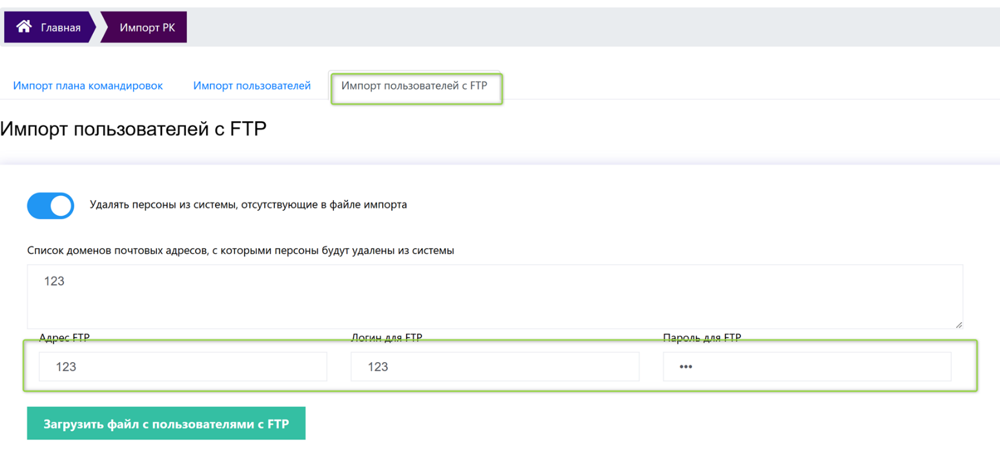 Главная Импорт РК
Импорт плана командировок Импорт пользователей Импорт пользователей с FTP
Импорт пользователей с FTP
Удалять персоны из системы, отсутствующие в файле импорта
Список доменов почтовых адресов, с которыми персоны будут удалены из системы
123
Адрес FTP Логин для FTP Пароль для FTP
123 123 •••
Загрузить файл с пользователями с FTP